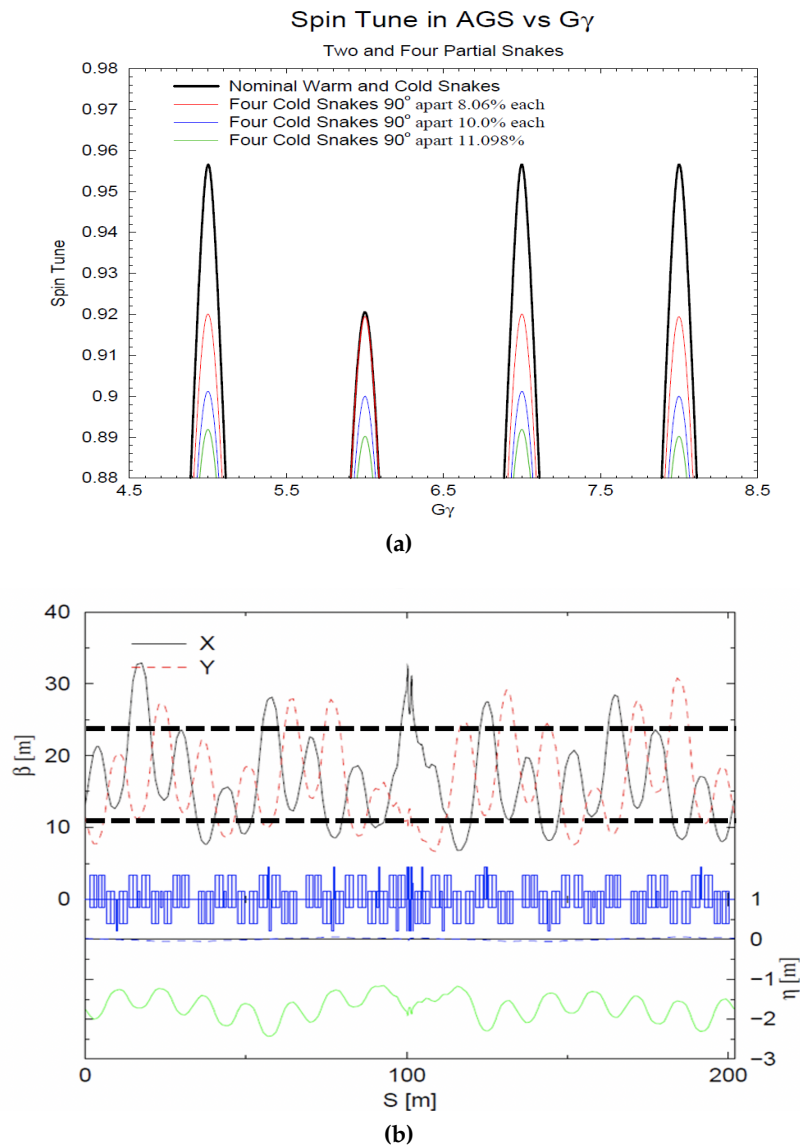 Spin Tune in AGS vs Gγ
Two and Four Partial Snakes
0.98
0.97
0.96
0.95
0.94
0.93
0.92
0.91
0.9
0.89
0.88
Spin Tune
Nominal Warm and Cold Snakes
Four Cold Snakes 90° apart 8.06% each
Four Cold Snakes 90° apart 10.0% each
Four Cold Snakes 90° apart 11.098%
4.5 5.5 6.5 7.5 8.5
Gγ
(a)
40
30
20
10
0
β [m]
X
Y
1
0
−1
−2
−3
η [m]
0 100 200
S [m]
(b)